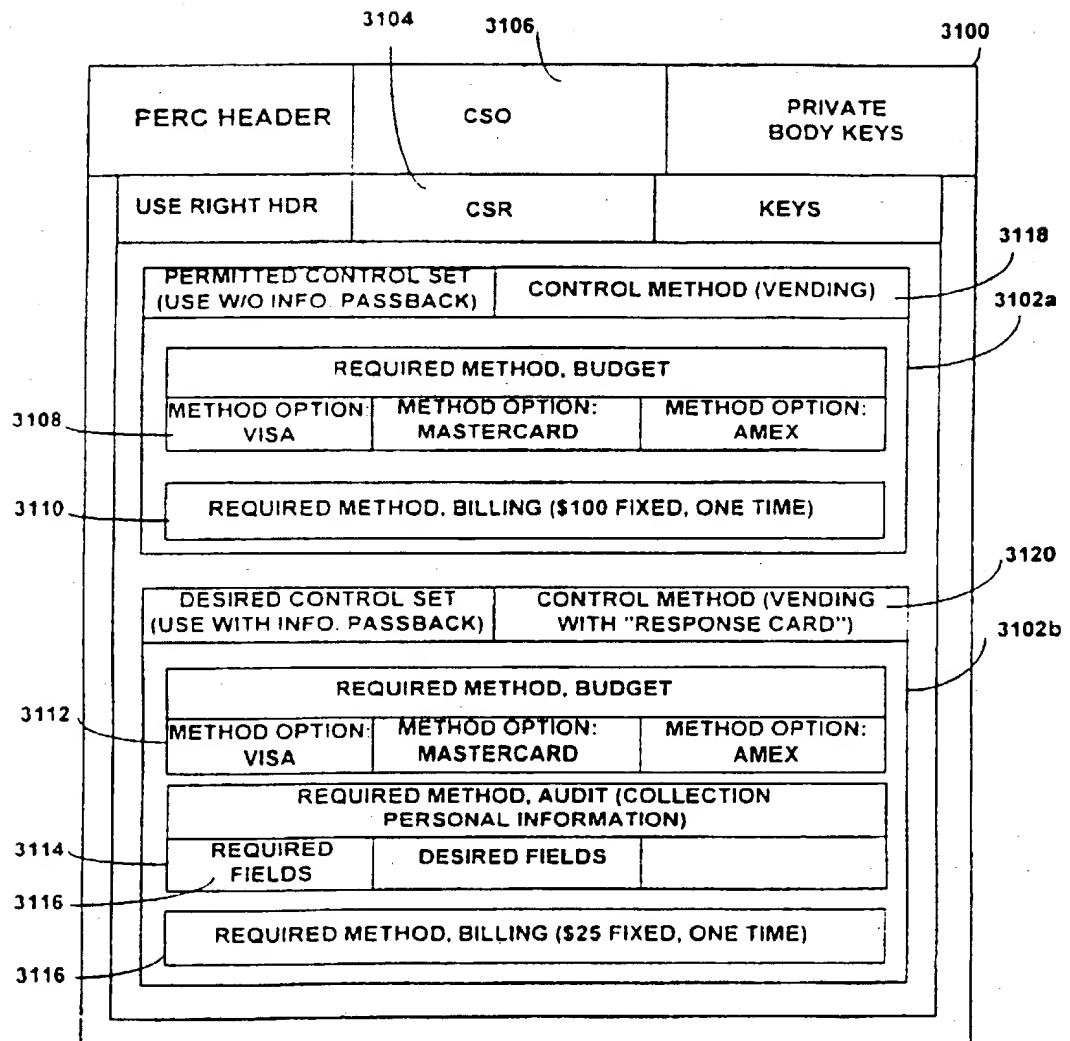 3104
3106
3100
PERC HEADER
CSO
PRIVATE
BODY KEYS
USE RIGHT HDR
CSR
KEYS
3118
PERMITTED CONTROL SET
(USE W/O INFO. PASSBACK)
CONTROL METHOD (VENDING)
3102a
REQUIRED METHOD, BUDGET
3108
METHOD OPTION:
VISA
METHOD OPTION:
MASTERCARD
METHOD OPTION:
AMEX
3110
REQUIRED METHOD, BILLING ($100 FIXED, ONE TIME)
3120
DESIRED CONTROL SET
(USE WITH INFO. PASSBACK)
CONTROL METHOD (VENDING
WITH "RESPONSE CARD")
3102b
REQUIRED METHOD, BUDGET
3112
METHOD OPTION:
VISA
METHOD OPTION:
MASTERCARD
METHOD OPTION:
AMEX
REQUIRED METHOD, AUDIT (COLLECTION
PERSONAL INFORMATION)
3114
REQUIRED
FIELDS
DESIRED FIELDS
3116
REQUIRED METHOD, BILLING ($25 FIXED, ONE TIME)
3116